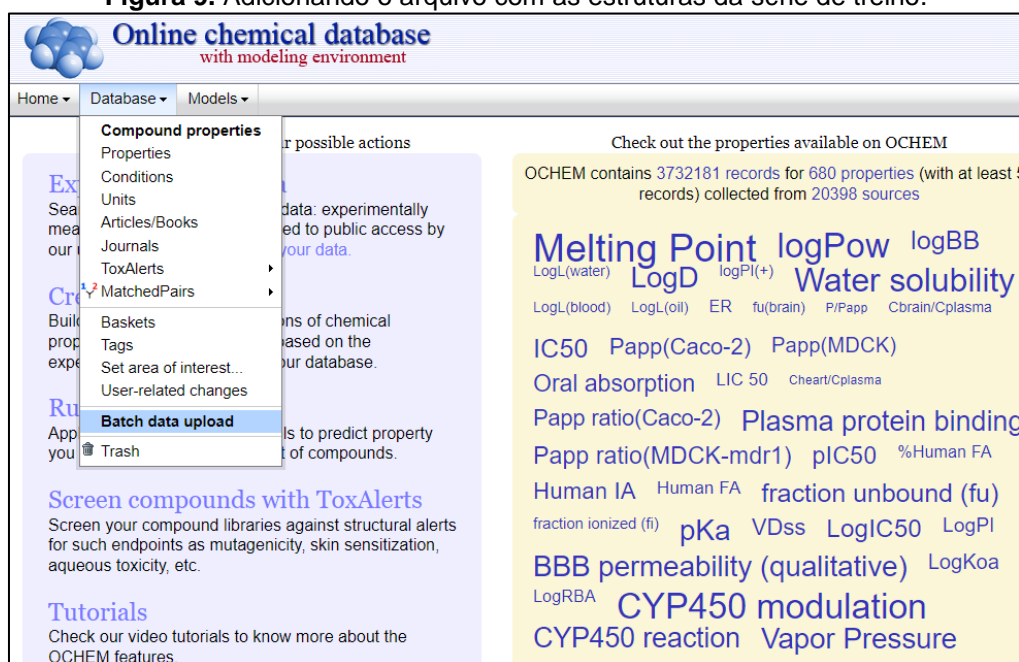 Figura 9. Adicionando o arquivo com as estruturas da série de treino.
Online chemical database
with modeling environment
Home Database Models
Compound properties
Properties
Conditions
Units
Articles/Books
Journals
ToxAlerts
MatchedPairs
Baskets
Tags
Set area of interest...
User-related changes
Batch data upload
Trash
r possible actions
Ex
Sea data: experimentally
mea ed to public access by
our your data.
Cre
Build ons of chemical
prop based on the
expe our database.
Ru
App ls to predict property
you t of compounds.
Screen compounds with ToxAlerts
Screen your compound libraries against structural alerts
for such endpoints as mutagenicity, skin sensitization,
aqueous toxicity, etc.
Tutorials
Check our video tutorials to know more about the
OCHEM features
Check out the properties available on OCHEM
OCHEM contains 3732181 records for 680 properties (with at least 5
records) collected from 20398 sources
Melting Point logPow logBB
LogL(water) LogD logPI(+) Water solubility
LogL(blood) LogL(oil) ER fu(brain) P/Papp Cbrain/Cplasma
IC50 Papp(Caco-2) Papp(MDCK)
Oral absorption LIC 50 Cheart/Cplasma
Papp ratio(Caco-2) Plasma protein binding
Papp ratio(MDCK-mdr1) pIC50 %Human FA
Human IA Human FA fraction unbound (fu)
fraction ionized (fi) pKa VDss LogIC50 LogPI
BBB permeability (qualitative) LogKoa
LogRBA CYP450 modulation
CYP450 reaction Vapor Pressure